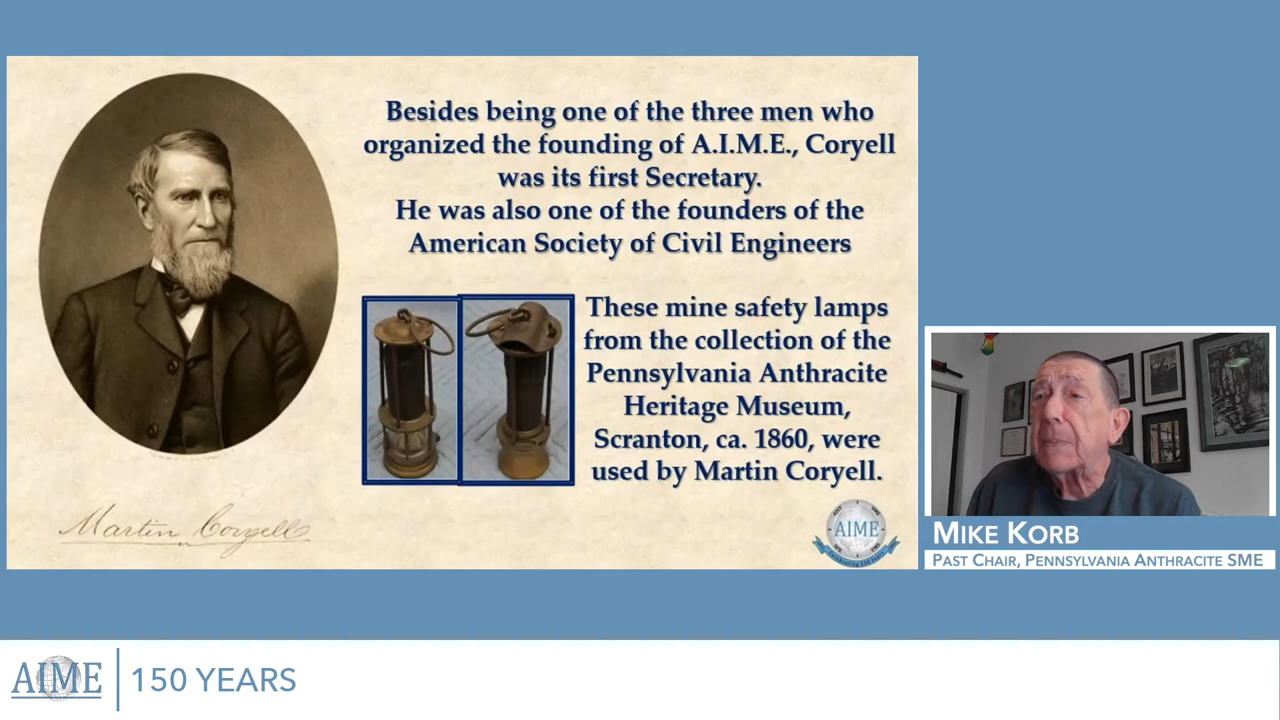 Besides being one of the three men who
organized the founding of A.I.M.E., Coryell
was its first Secretary.
He was also one of the founders of the
American Society of Civil Engineers
These mine safety lamps
from the collection of the
Pennsylvania Anthracite
Heritage Museum,
Scranton, ca. 1860, were
used by Martin Coryell.
Martin Coryell
AIME
MIKE KORB
PAST CHAIR, PENNSYLVANIA ANTHRACITE SME
AIME
150 YEARS